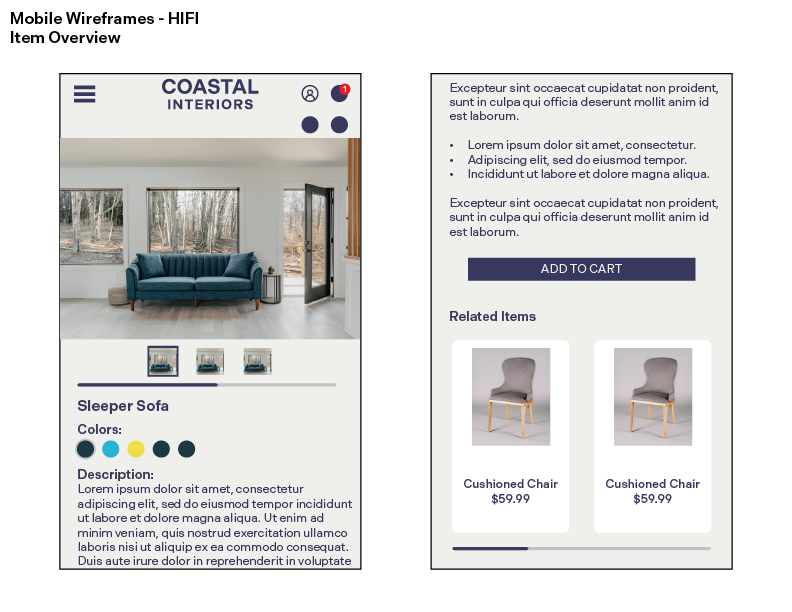 Mobile Wireframes - HIFI
Item Overview
COASTAL
INTERIORS
1
Sleeper Sofa
Colors:
Description:
Lorem ipsum dolor sit amet, consectetur
adipiscing elit, sed do eiusmod tempor incididunt
ut labore et dolore magna aliqua. Ut enim ad
minim veniam, quis nostrud exercitation ullamco
laboris nisi ut aliquip ex ea commodo consequat.
Duis aute irure dolor in reprehenderit in voluptate
Excepteur sint occaecat cupidatat non proident,
sunt in culpa qui officia deserunt mollit anim id
est laborum.
• Lorem ipsum dolor sit amet, consectetur.
• Adipiscing elit, sed do eiusmod tempor.
• Incididunt ut labore et dolore magna aliqua.
Excepteur sint occaecat cupidatat non proident,
sunt in culpa qui officia deserunt mollit anim id
est laborum.
ADD TO CART
Related Items
Cushioned Chair
$59.99
Cushioned Chair
$59.99